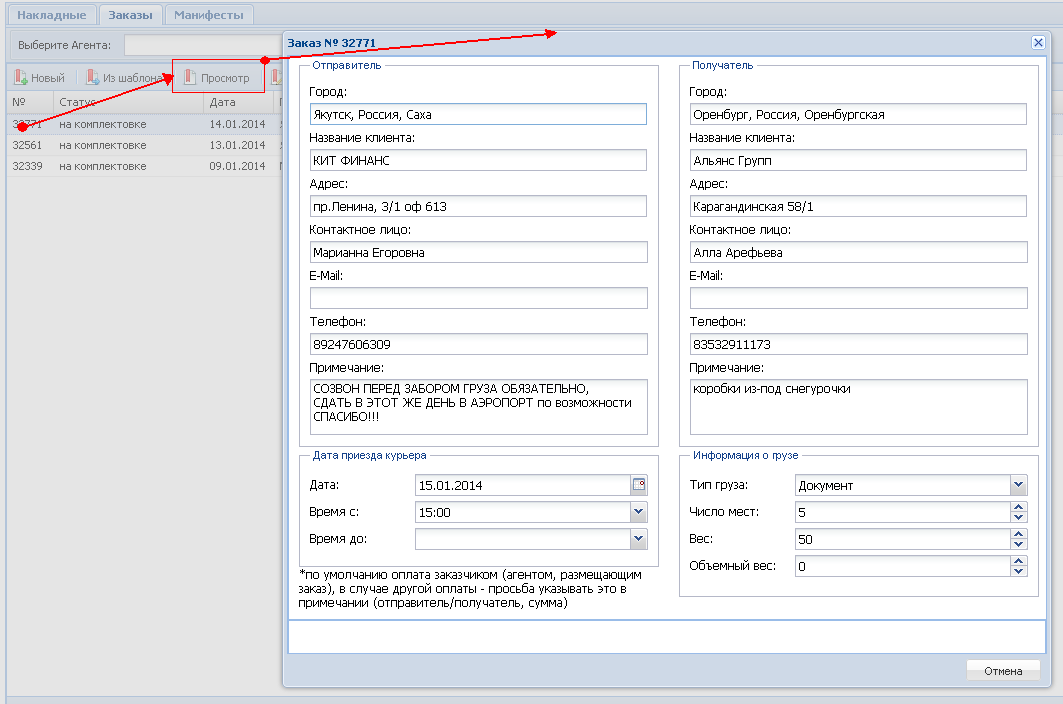 Накладные Заказы Манифесты
Выберите Агента:
Новый Из шаблона Просмотр
№ Статус Дата
32771 на комплектовке 14.01.2014
32561 на комплектовке 13.01.2014
32339 на комплектовке 09.01.2014
Заказ № 32771
Отправитель
Город:
Якутск, Россия, Саха
Название клиента:
КИТ ФИНАНС
Адрес:
пр.Ленина, 3/1 оф 613
Контактное лицо:
Марианна Егоровна
E-Mail:
Телефон:
89247606309
Примечание:
СОЗВОН ПЕРЕД ЗАБОРОМ ГРУЗА ОБЯЗАТЕЛЬНО,
СДАТЬ В ЭТОТ ЖЕ ДЕНЬ В АЭРОПОРТ по возможности
СПАСИБО!!!
Получатель
Город:
Оренбург, Россия, Оренбургская
Название клиента:
Альянс Групп
Адрес:
Карагандинская 58/1
Контактное лицо:
Алла Арефьева
E-Mail:
Телефон:
83532911173
Примечание:
коробки из-под снегурочки
Дата приезда курьера
Дата: 15.01.2014
Время с: 15:00
Время до:
*по умолчанию оплата заказчиком (агентом, размещающим
заказ), в случае другой оплаты - просьба указывать это в
примечании (отправитель/получатель, сумма)
Информация о грузе
Тип груза: Документ
Число мест: 5
Вес: 50
Объемный вес: 0
Отмена